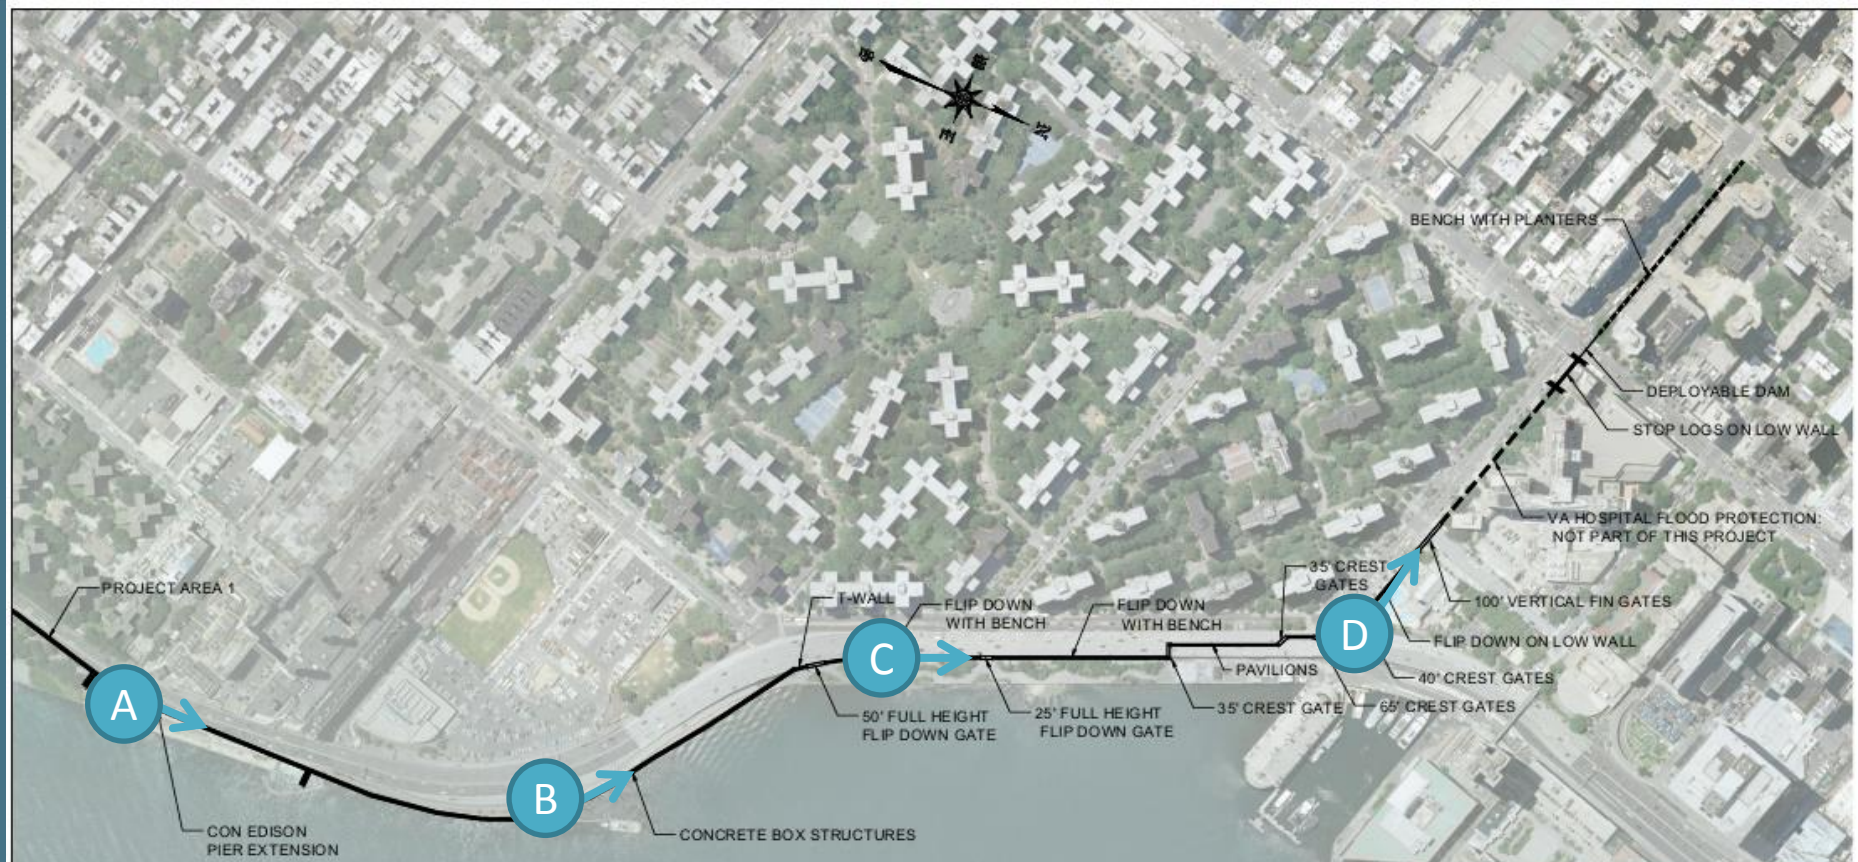 S
W
E
N
BENCH WITH PLANTERS
DEPLOYABLE DAM
STOP LOGS ON LOW WALL
VA HOSPITAL FLOOD PROTECTION:
NOT PART OF THIS PROJECT
PROJECT AREA 1
T-WALL
FLIP DOWN
WITH BENCH
FLIP DOWN
WITH BENCH
35' CREST
GATES
100' VERTICAL FIN GATES
FLIP DOWN ON LOW WALL
A
B
C
D
PAVILIONS
40' CREST GATES
35' CREST GATE
65' CREST GATES
50' FULL HEIGHT
FLIP DOWN GATE
25' FULL HEIGHT
FLIP DOWN GATE
CON EDISON
PIER EXTENSION
CONCRETE BOX STRUCTURES